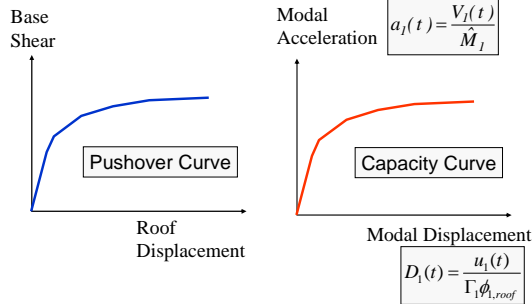 Base
Shear
Pushover Curve
Roof
Displacement
Modal
Acceleration
a₁(t) = V₁(t) / M̂₁
Capacity Curve
Modal Displacement
D₁(t) = u₁(t) / Γ₁ϕ₁,roof